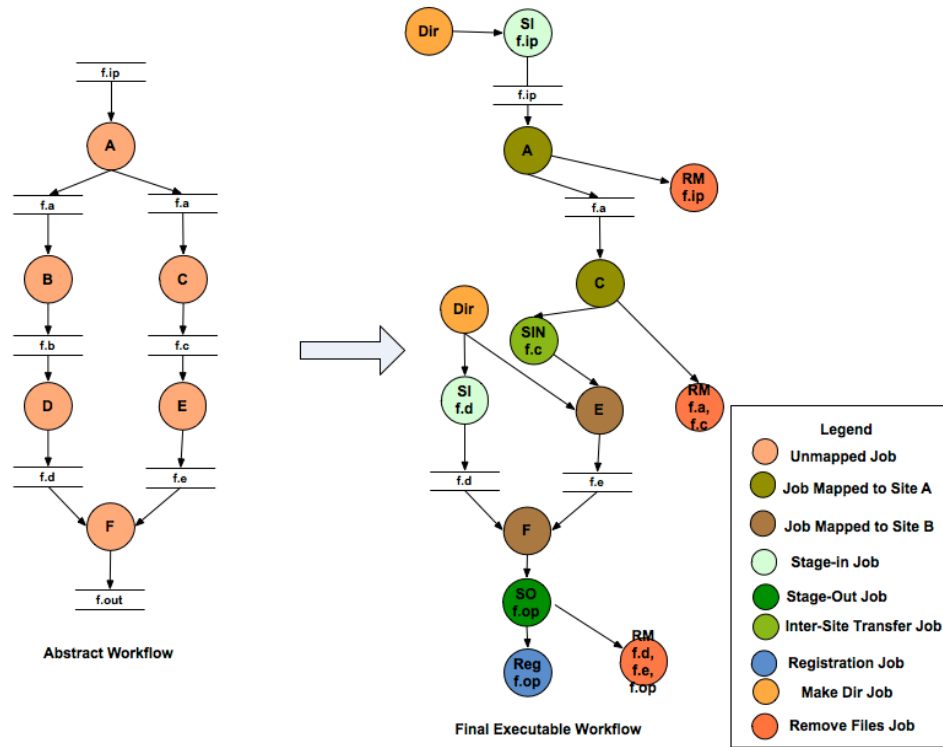 f.ip
A
f.a
f.a
B
C
f.b
f.c
D
E
f.d
f.e
F
f.out
Abstract Workflow
Dir
SI
f.ip
f.ip
A
RM
f.ip
f.a
C
Dir
SIN
f.c
SI
f.d
E
RM
f.a,
f.c
f.d
f.e
F
SO
f.op
Reg
f.op
RM
f.d,
f.e,
f.op
Final Executable Workflow
Legend
Unmapped Job
Job Mapped to Site A
Job Mapped to Site B
Stage-in Job
Stage-Out Job
Inter-Site Transfer Job
Registration Job
Make Dir Job
Remove Files Job